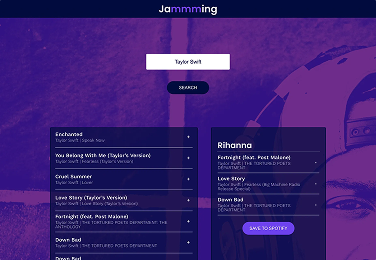 Jammming
Taylor Swift
SEARCH
Enchanted
Taylor Swift | Speak Now
+
You Belong With Me (Taylor's Version)
Taylor Swift | Fearless (Taylor's Version)
+
Cruel Summer
Taylor Swift | Lover
+
Love Story (Taylor's Version)
Taylor Swift | Love Story (Taylor's Version)
+
Fortnight (feat. Post Malone)
Taylor Swift | THE TORTURED POETS DEPARTMENT: THE
ANTHOLOGY
+
Down Bad
Taylor Swift | THE TORTURED POETS DEPARTMENT
+
Down Bad
Rihanna
Fortnight (feat. Post Malone)
Taylor Swift | THE TORTURED POETS
DEPARTMENT
-
Love Story
Taylor Swift | Fearless (Big Machine Radio
Release Special)
-
Down Bad
Taylor Swift | THE TORTURED POETS
DEPARTMENT
-
SAVE TO SPOTIFY